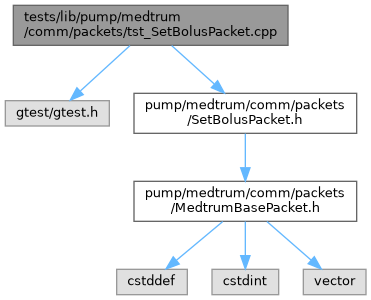 tests/lib/pump/medtrum
/comm/packets/tst_SetBolusPacket.cpp
gtest/gtest.h
pump/medtrum/comm/packets
/SetBolusPacket.h
pump/medtrum/comm/packets
/MedtrumBasePacket.h
cstddef
cstdint
vector